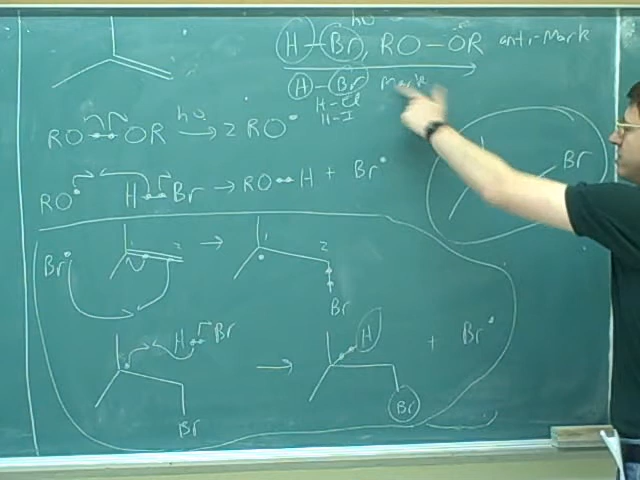 hν
H–Br, RO–ÖR anti-Mark
H–Br Mark
H–Cl
H–I
RO OR hν → 2 RO•
RO• H Br → RO H + Br•
Br
Br• 1 2 → 1 2
Br
H Br → H + Br•
Br Br